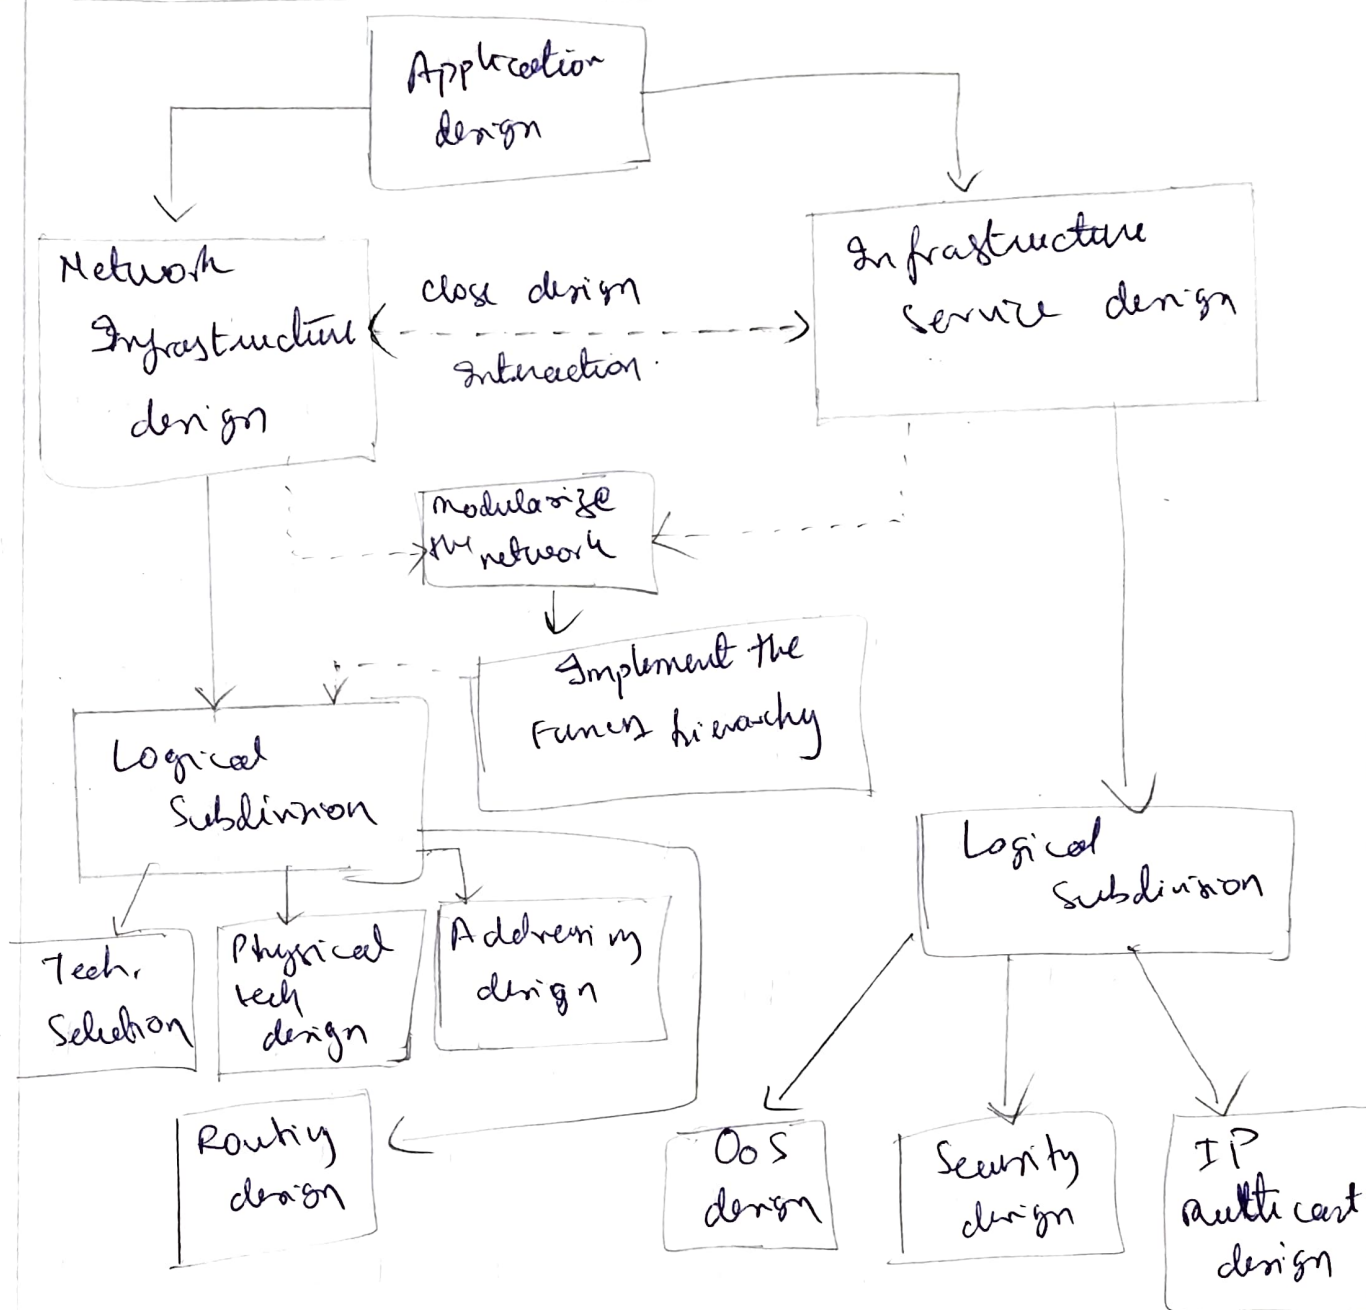 Application
design
Network
Infrastructure
design
close design
Interaction.
Infrastructure
service design
Modularize
the network
Implement the
hierarchy
Logical
Subdivision
Logical
Subdivision
Tech.
Selection
Physical
tech
design
Addressing
design
Routing
design
QoS
design
Security
design
IP
Multicast
design